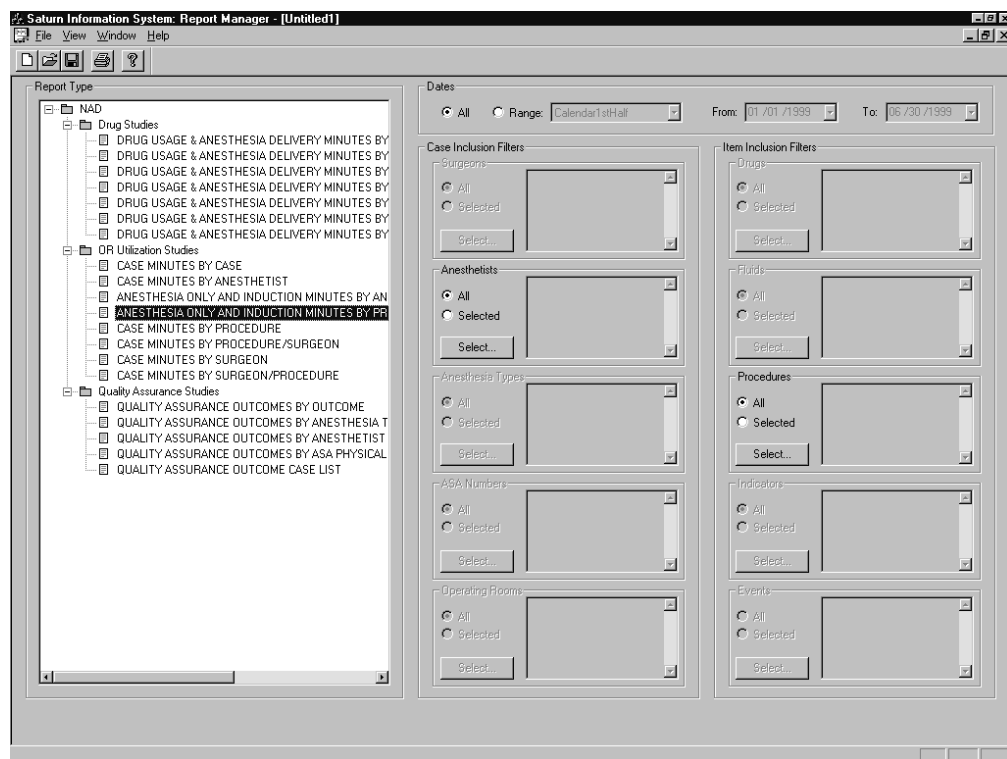 Saturn Information System: Report Manager - [Untitled1]
File View Window Help
Report Type
NAD
Drug Studies
DRUG USAGE & ANESTHESIA DELIVERY MINUTES BY
DRUG USAGE & ANESTHESIA DELIVERY MINUTES BY
DRUG USAGE & ANESTHESIA DELIVERY MINUTES BY
DRUG USAGE & ANESTHESIA DELIVERY MINUTES BY
DRUG USAGE & ANESTHESIA DELIVERY MINUTES BY
DRUG USAGE & ANESTHESIA DELIVERY MINUTES BY
DRUG USAGE & ANESTHESIA DELIVERY MINUTES BY
OR Utilization Studies
CASE MINUTES BY CASE
CASE MINUTES BY ANESTHETIST
ANESTHESIA ONLY AND INDUCTION MINUTES BY AN
ANESTHESIA ONLY AND INDUCTION MINUTES BY PR
CASE MINUTES BY PROCEDURE
CASE MINUTES BY PROCEDURE/SURGEON
CASE MINUTES BY SURGEON
CASE MINUTES BY SURGEON/PROCEDURE
Quality Assurance Studies
QUALITY ASSURANCE OUTCOMES BY OUTCOME
QUALITY ASSURANCE OUTCOMES BY ANESTHESIA T
QUALITY ASSURANCE OUTCOMES BY ANESTHETIST
QUALITY ASSURANCE OUTCOMES BY ASA PHYSICAL
QUALITY ASSURANCE OUTCOME CASE LIST
Dates
All Range: Calendar1stHalf From: 01 /01 /1999 To: 06 /30 /1999
Case Inclusion Filters
Surgeons
All
Selected
Select...
Anesthetists
All
Selected
Select...
Anesthesia Types
All
Selected
Select...
ASA Numbers
All
Selected
Select...
Operating Rooms
All
Selected
Select...
Item Inclusion Filters
Drugs
All
Selected
Select...
Fluids
All
Selected
Select...
Procedures
All
Selected
Select...
Indicators
All
Selected
Select...
Events
All
Selected
Select...